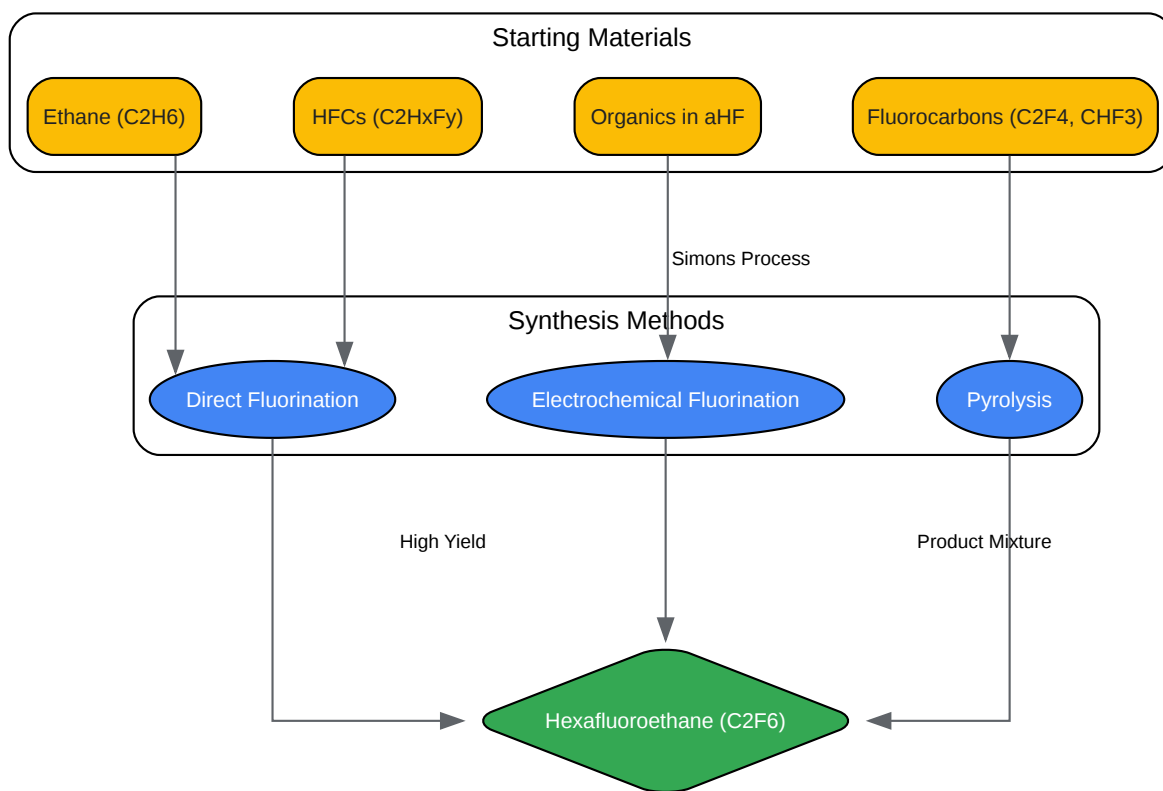 Starting Materials
Ethane (C2H6)
HFCs (C2HxFy)
Organics in aHF
Fluorocarbons (C2F4, CHF3)
Simons Process
Synthesis Methods
Direct Fluorination
Electrochemical Fluorination
Pyrolysis
High Yield
Product Mixture
Hexafluoroethane (C2F6)